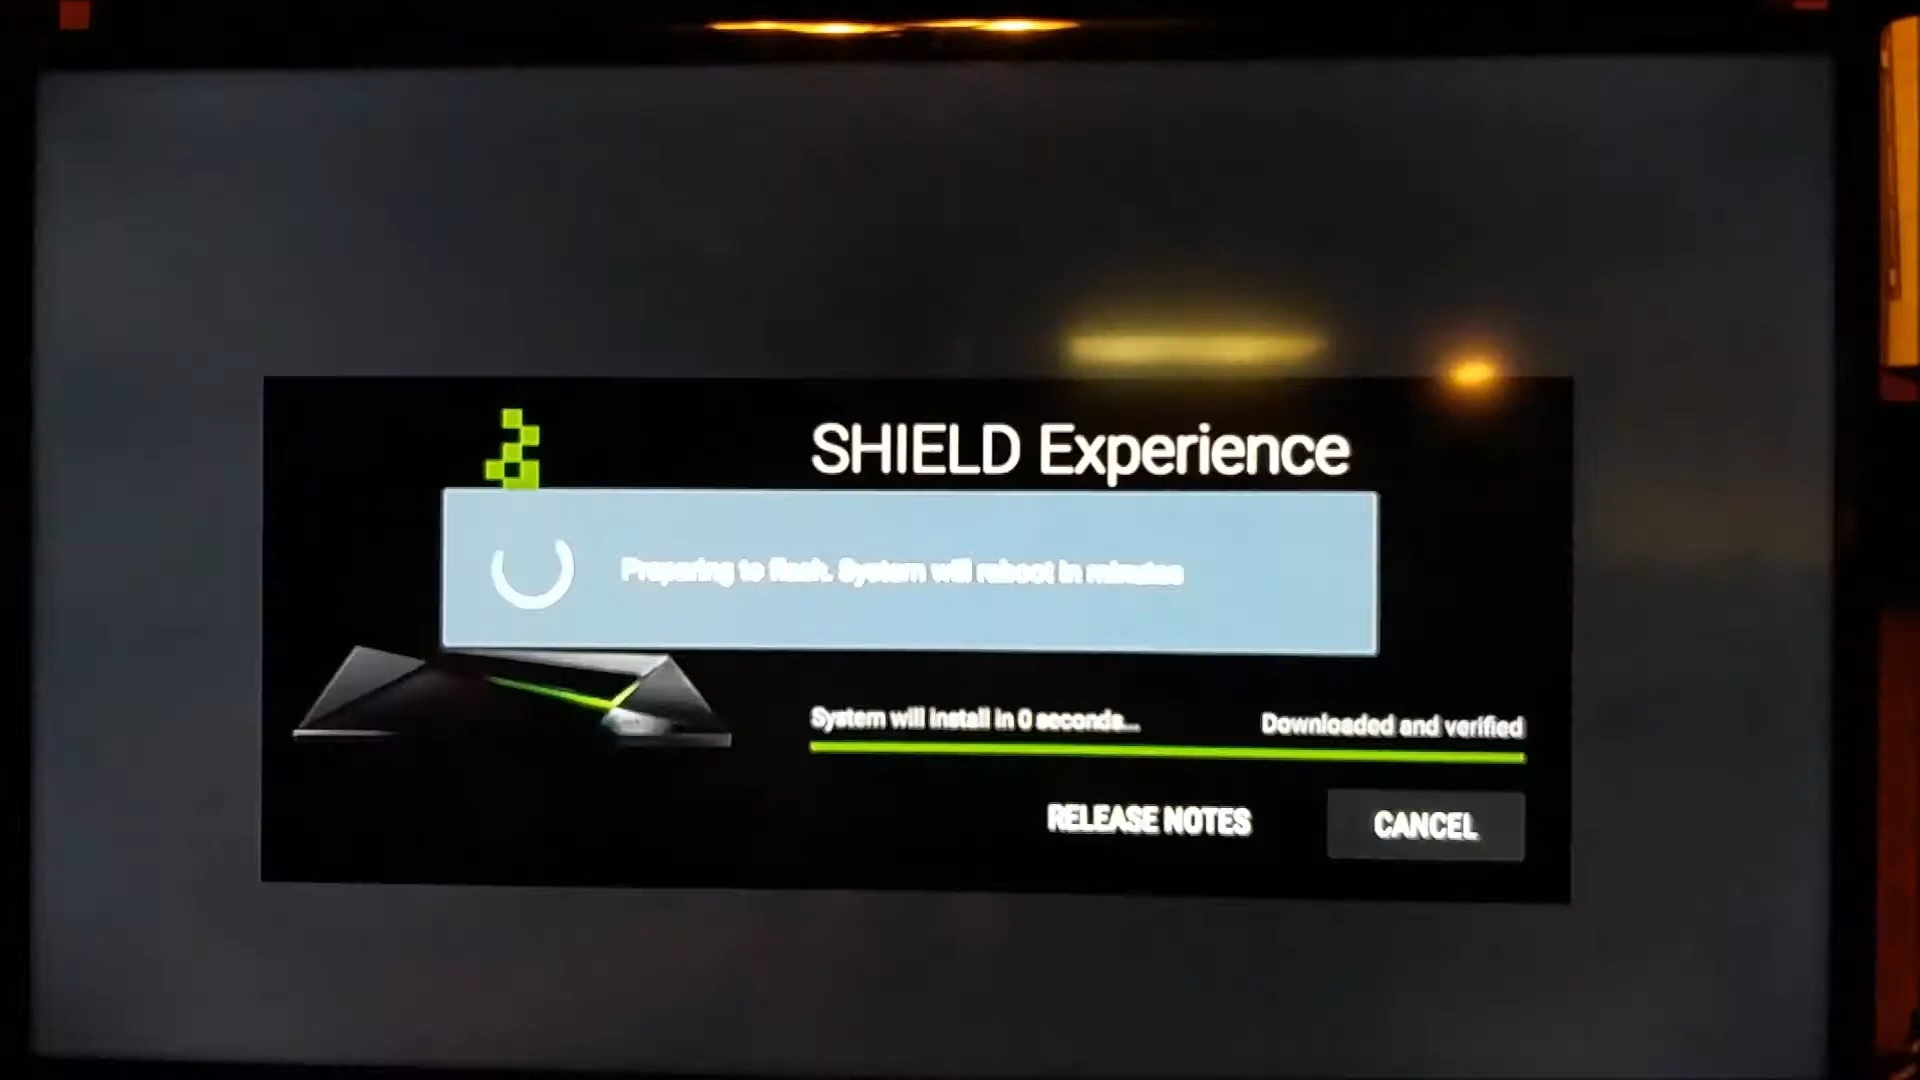 SHIELD Experience
Preparing to flash. System will reboot in minutes
System will install in 0 seconds...
Downloaded and verified
RELEASE NOTES
CANCEL